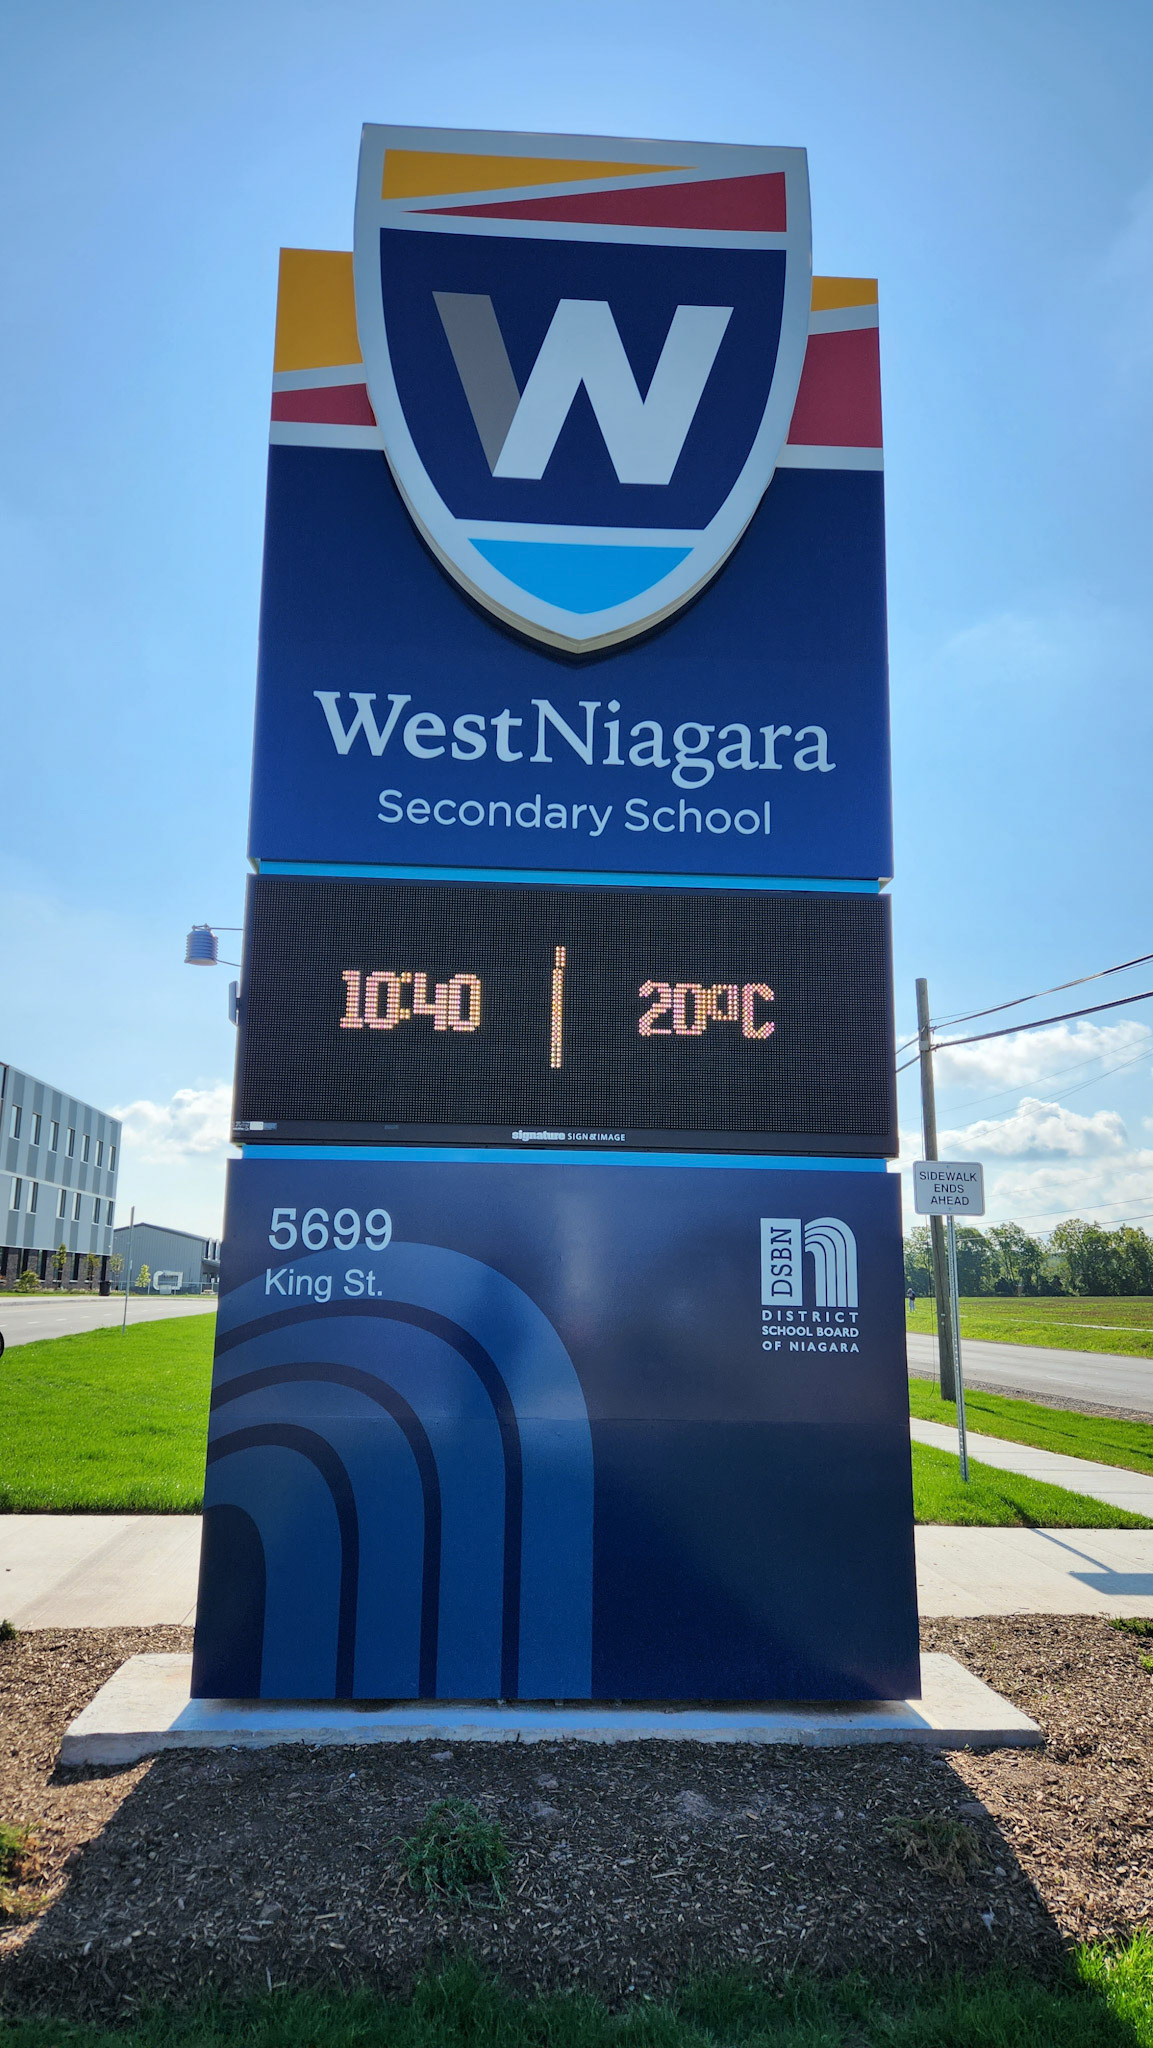 W
WestNiagara
Secondary School
10:40 | 20°C
signature SIGN & IMAGE
5699
King St.
DSBN
DISTRICT
SCHOOL BOARD
OF NIAGARA
SIDEWALK
ENDS
AHEAD